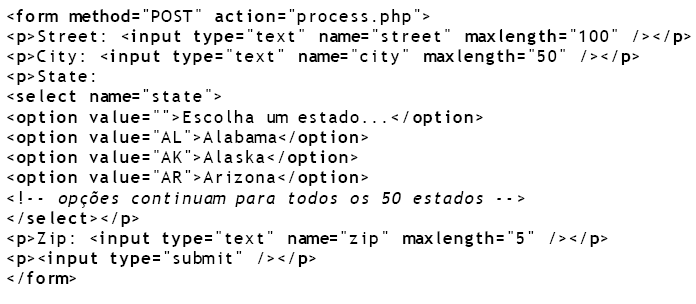 <form method="POST" action="process.php">
<p>Street: <input type="text" name="street" maxlength="100" /></p>
<p>City: <input type="text" name="city" maxlength="50" /></p>
<p>State:
<select name="state">
<option value="">Escolha um estado...</option>
<option value="AL">Alabama</option>
<option value="AK">Alaska</option>
<option value="AR">Arizona</option>
<!-- opções continuam para todos os 50 estados -->
</select></p>
<p>Zip: <input type="text" name="zip" maxlength="5" /></p>
<p><input type="submit" /></p>
</form>